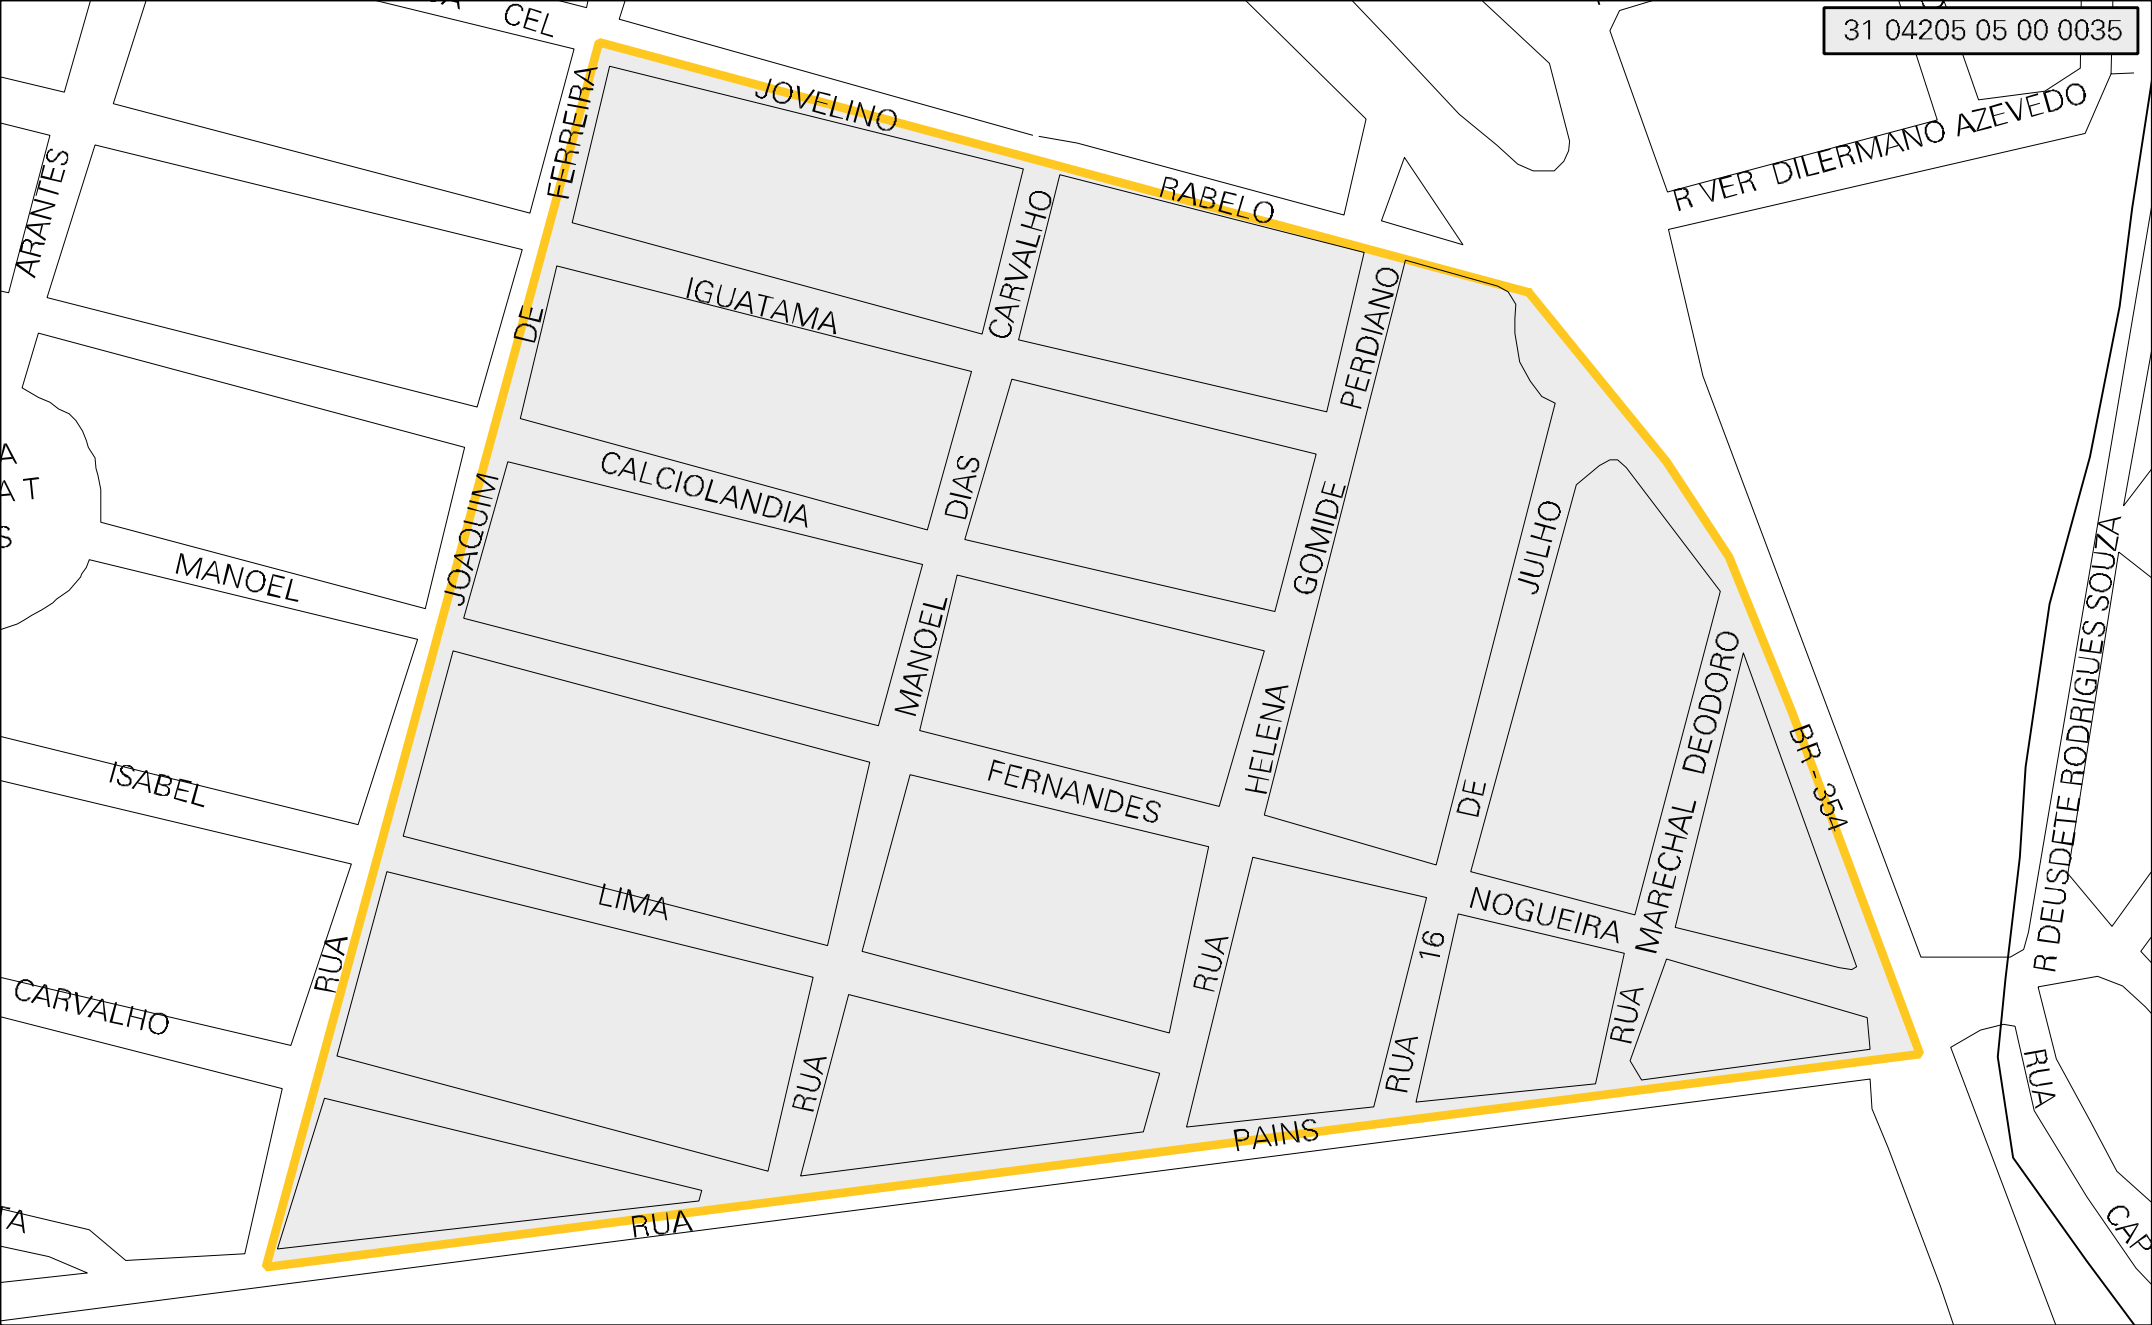 31 04205 05 00 0035
CEL
JOVELINO
RABELO
R VER DILERMANO AZEVEDO
FERREIRA
DE
JOAQUIM
RUA
ARANTES
IGUATAMA
CARVALHO
DIAS
MANOEL
RUA
PERDIANO
GOMIDE
HELENA
RUA
CALCIOLANDIA
A
A T
S
MANOEL
ISABEL
CARVALHO
TA
LIMA
FERNANDES
NOGUEIRA
JULHO
DE
16
RUA
MARECHAL DEODORO
RUA
BR - 354
R DEUSDETE RODRIGUES SOUZA
RUA
CAP
PAINS
RUA